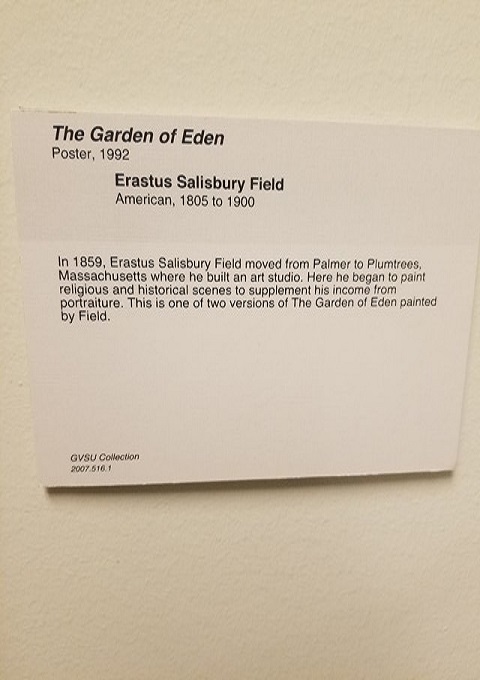 The Garden of Eden
Poster, 1992
Erastus Salisbury Field
American, 1805 to 1900
In 1859, Erastus Salisbury Field moved from Palmer to Plumtrees,
Massachusetts where he built an art studio. Here he began to paint
religious and historical scenes to supplement his income from
portraiture. This is one of two versions of The Garden of Eden painted
by Field.
GVSU Collection
2007.516.1